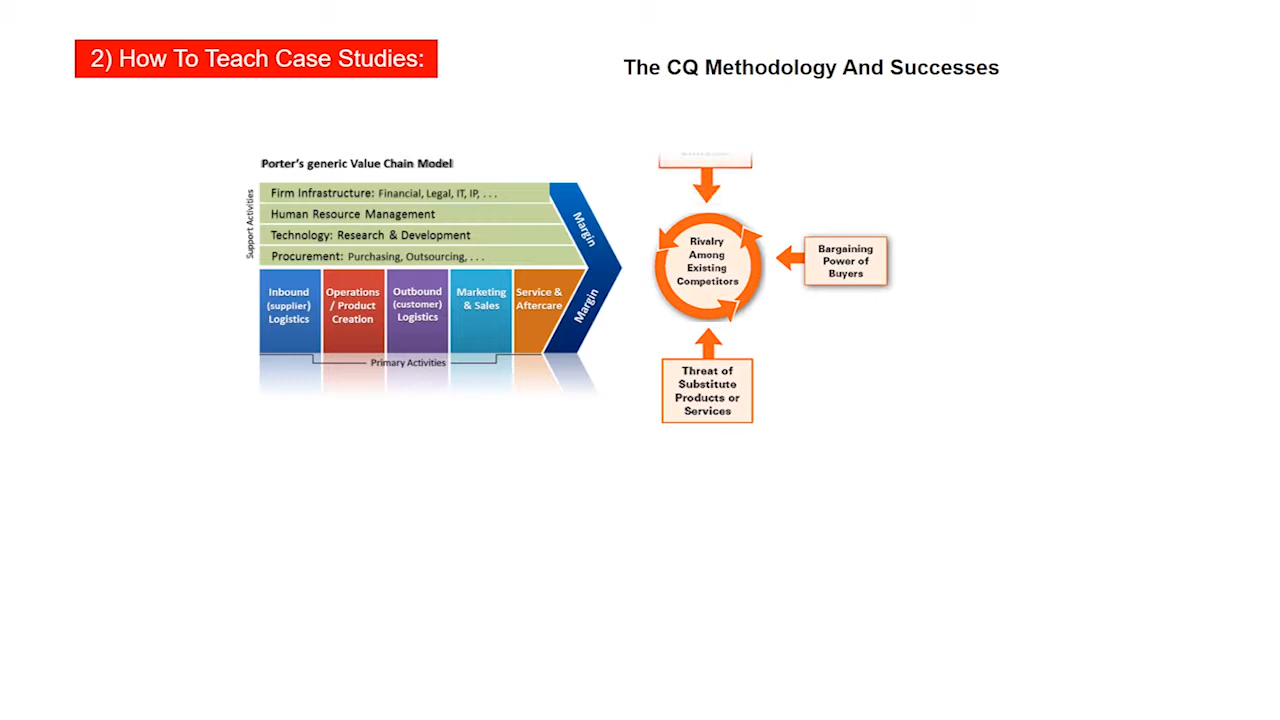 2) How To Teach Case Studies:
The CQ Methodology And Successes
Porter's generic Value Chain Model
Support Activities
Firm Infrastructure: Financial, Legal, IT, IP, . . .
Human Resource Management
Technology: Research & Development
Procurement: Purchasing, Outsourcing, . . .
Margin
Margin
Inbound
(supplier)
Logistics
Operations
/ Product
Creation
Outbound
(customer)
Logistics
Marketing
& Sales
Service &
Aftercare
Primary Activities
Rivalry
Among
Existing
Competitors
Bargaining
Power of
Buyers
Threat of
Substitute
Products or
Services